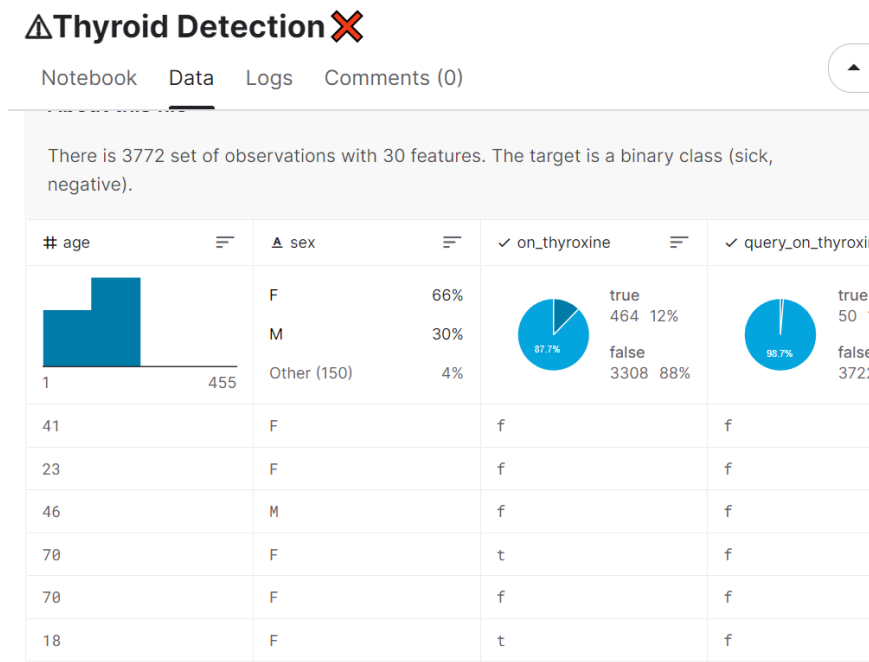 ⚠Thyroid Detection❌
Notebook Data Logs Comments (0)
There is 3772 set of observations with 30 features. The target is a binary class (sick,
negative).
# age
A sex
on_thyroxine
1 455
F 66%
M 30%
Other (150) 4%
87.7%
true
464 12%
false
3308 88%
98.7%
true
50
41 F f f
23 F f f
46 M f f
70 F t f
70 F f f
18 F t f